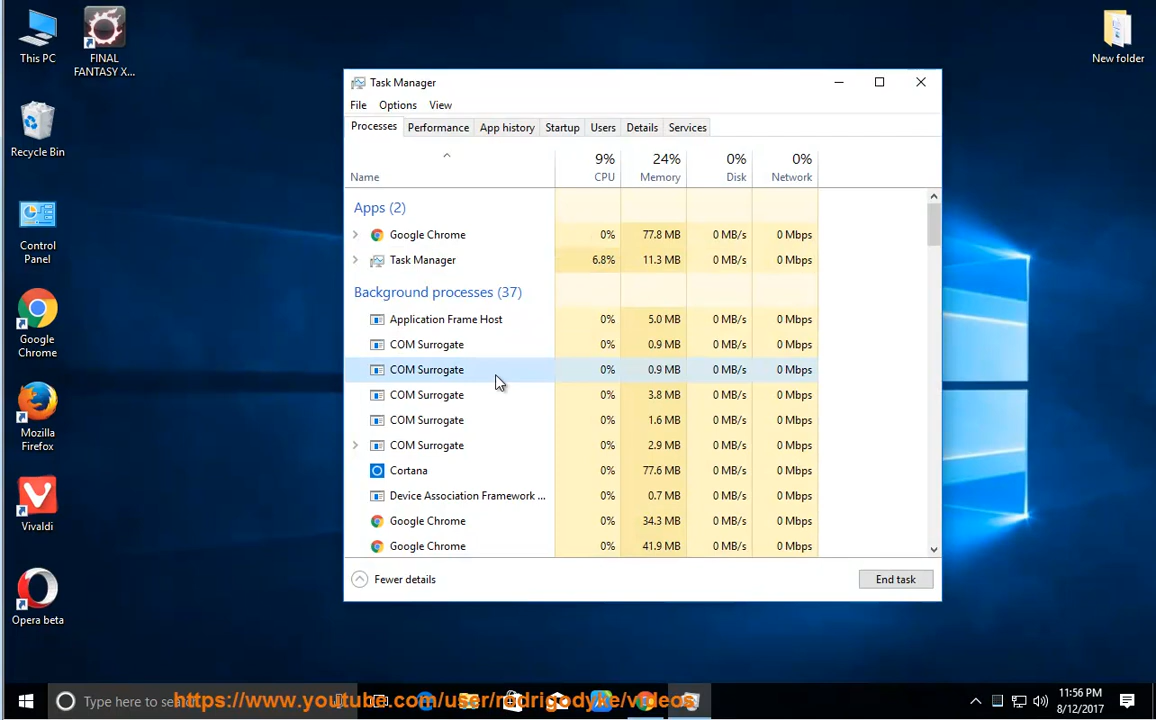 This PC
FINAL
FANTASY X...
New folder
Recycle Bin
Control
Panel
Google
Chrome
Mozilla
Firefox
Vivaldi
Opera beta
Task Manager
File Options View
Processes Performance App history Startup Users Details Services
9% 24% 0% 0%
Name CPU Memory Disk Network
Apps (2)
Google Chrome 0% 77.8 MB 0 MB/s 0 Mbps
Task Manager 6.8% 11.3 MB 0 MB/s 0 Mbps
Background processes (37)
Application Frame Host 0% 5.0 MB 0 MB/s 0 Mbps
COM Surrogate 0% 0.9 MB 0 MB/s 0 Mbps
COM Surrogate 0% 0.9 MB 0 MB/s 0 Mbps
COM Surrogate 0% 3.8 MB 0 MB/s 0 Mbps
COM Surrogate 0% 1.6 MB 0 MB/s 0 Mbps
COM Surrogate 0% 2.9 MB 0 MB/s 0 Mbps
Cortana 0% 77.6 MB 0 MB/s 0 Mbps
Device Association Framework ... 0% 0.7 MB 0 MB/s 0 Mbps
Google Chrome 0% 34.3 MB 0 MB/s 0 Mbps
Google Chrome 0% 41.9 MB 0 MB/s 0 Mbps
Fewer details End task
Type here to search
https://www.youtube.com/user/rodrigodyke/videos
11:56 PM
8/12/2017